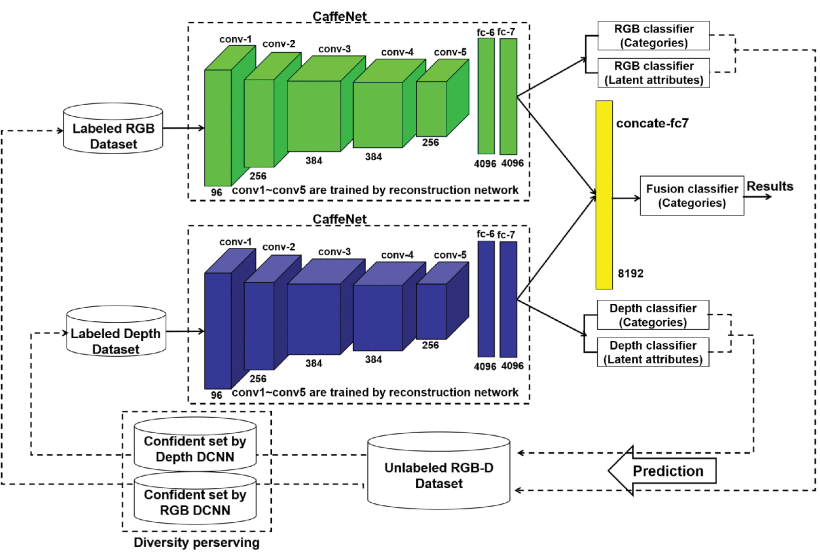 CaffeNet
conv-1
conv-2
conv-3
conv-4
conv-5
fc-6 fc-7
96
256
384
384
256
4096
4096
conv1~conv5 are trained by reconstruction network
Labeled RGB
Dataset
RGB classifier
(Categories)
RGB classifier
(Latent attributes)
concate-fc7
8192
Fusion classifier
(Categories)
Results
CaffeNet
conv-1
conv-2
conv-3
conv-4
conv-5
fc-6 fc-7
96
256
384
384
256
4096
4096
conv1~conv5 are trained by reconstruction network
Labeled Depth
Dataset
Depth classifier
(Categories)
Depth classifier
(Latent attributes)
Confident set by
Depth DCNN
Confident set by
RGB DCNN
Diversity perserving
Unlabeled RGB-D
Dataset
Prediction